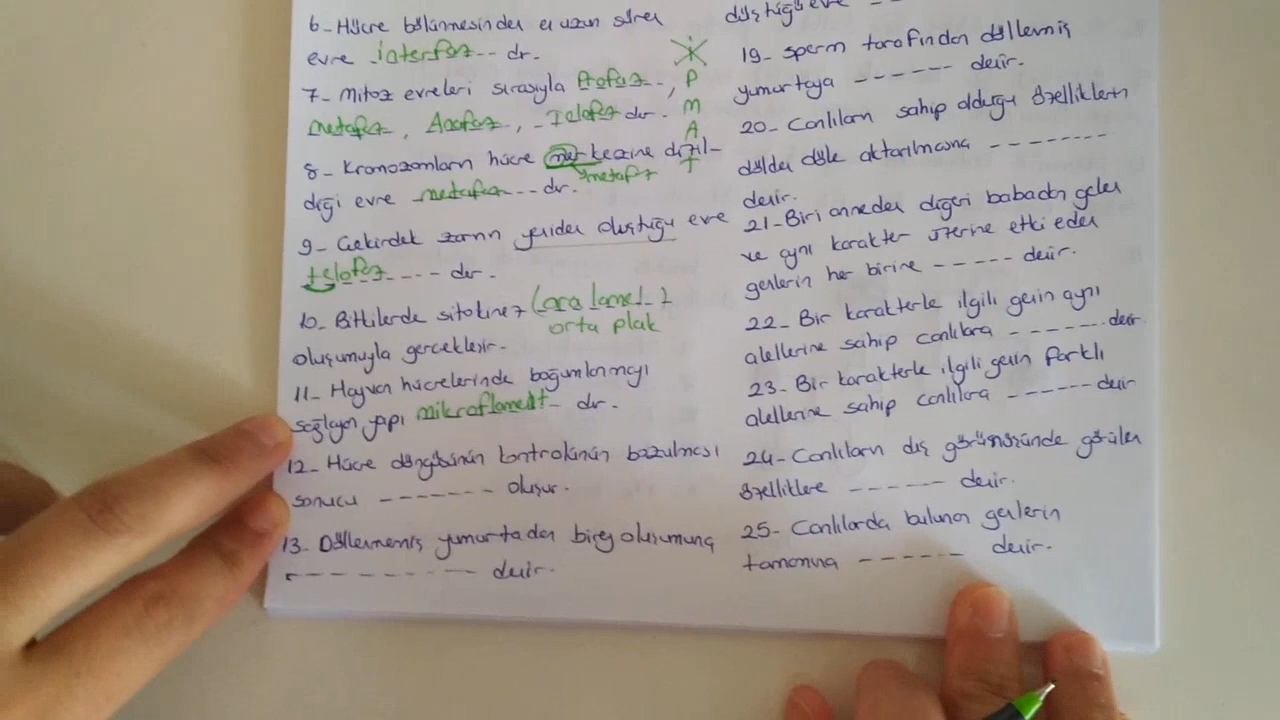 6- Hücre bölünmesinden en uzun süren
evre interfaz dır.
7- Mitoz evreleri sırasıyla Profaz,
metafaz, Anafaz, Telofaz dır.
8- Kromozomların hücre merkezine dizil-
metafaz
diği evre metafaz dır.
İ
P
M
A
T
9- Çekirdek zarının yeniden oluştuğu evre
telofaz dır.
10- Bitkilerde sitokinez (ara lamel)
orta plak
oluşumuyla gerçekleşir.
11- Hayvan hücrelerinde boğumlanmayı
sağlayan yapı mikroflament dır.
12- Hücre döngüsünün kontrolünün bozulması
sonucu ------- oluşur.
13- Döllenmemiş yumurtadan birey oluşumuna
--------- denir.
düştüğü evre --
19- sperm tarafından döllenmiş
yumurtaya ------ denir.
20- Canlıların sahip olduğu özelliklerin
dölden döle aktarılmasına -------
denir.
21- Biri anneden diğeri babadan gelen
ve aynı karakter üzerine etki eden
genlerin her birine ----- denir.
22- Bir karakterle ilgili genin aynı
alellerine sahip canlılara ------ denir
23- Bir karakterle ilgili genin farklı
alellerine sahip canlılara ------ denir
24- Canlıların dış görünüşünde görülen
özelliklere ------ denir.
25- Canlılarda bulunan genlerin
tamamına ------ denir.